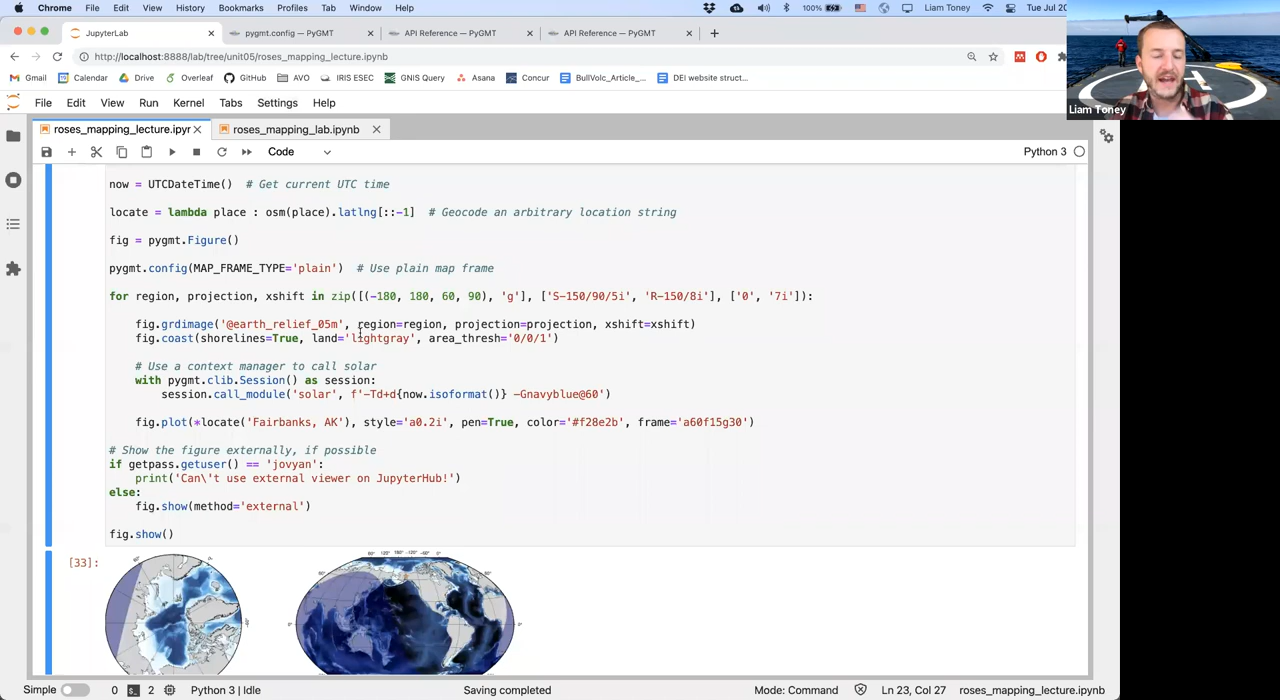 Chrome File Edit View History Bookmarks Profiles Tab Window Help 100% Liam Toney Tue Jul 20
JupyterLab pygmt.config — PyGMT API Reference — PyGMT API Reference — PyGMT
http://localhost:8888/lab/tree/unit05/roses_mapping_lecture.ipynb
Gmail Calendar Drive Overleaf GitHub AVO IRIS ESEC GNIS Query Asana Concur BullVolc_Article_... DEI website struct...
Liam Toney
File Edit View Run Kernel Tabs Settings Help
roses_mapping_lecture.ipyr roses_mapping_lab.ipynb
Code Python 3
now = UTCDateTime()  # Get current UTC time
locate = lambda place : osm(place).latlng[::-1]  # Geocode an arbitrary location string
fig = pygmt.Figure()
pygmt.config(MAP_FRAME_TYPE='plain')  # Use plain map frame
for region, projection, xshift in zip([(-180, 180, 60, 90), 'g'], ['S-150/90/5i', 'R-150/8i'], ['0', '7i']):
fig.grdimage('@earth_relief_05m', region=region, projection=projection, xshift=xshift)
fig.coast(shorelines=True, land='lightgray', area_thresh='0/0/1')
# Use a context manager to call solar
with pygmt.clib.Session() as session:
session.call_module('solar', f'-Td+d{now.isoformat()} -Gnavyblue@60')
fig.plot(*locate('Fairbanks, AK'), style='a0.2i', pen=True, color='#f28e2b', frame='a60f15g30')
# Show the figure externally, if possible
if getpass.getuser() == 'jovyan':
print('Can\'t use external viewer on JupyterHub!')
else:
fig.show(method='external')
fig.show()
[33]:
Simple 0 2 Python 3 | Idle Saving completed Mode: Command Ln 23, Col 27 roses_mapping_lecture.ipynb